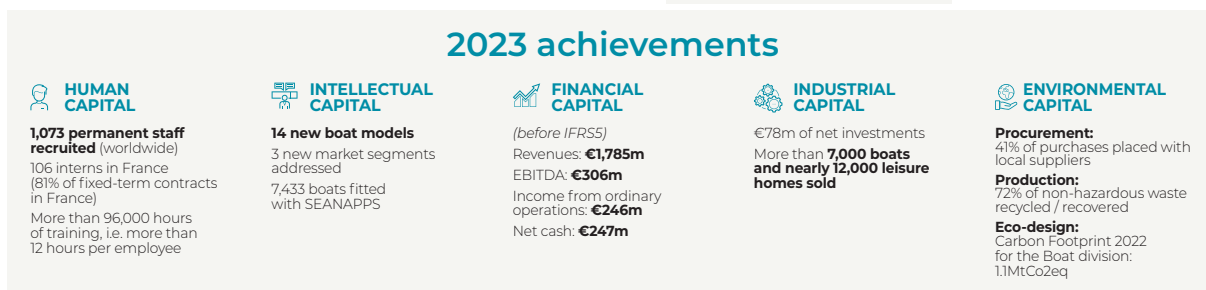 2023 achievements
HUMAN
CAPITAL
1,073 permanent staff
recruited (worldwide)
106 interns in France
(81% of fixed-term contracts
in France)
More than 96,000 hours
of training, i.e. more than
12 hours per employee
INTELLECTUAL
CAPITAL
14 new boat models
3 new market segments
addressed
7,433 boats fitted
with SEANAPPS
FINANCIAL
CAPITAL
(before IFRS5)
Revenues: €1,785m
EBITDA: €306m
Income from ordinary
operations: €246m
Net cash: €247m
INDUSTRIAL
CAPITAL
€78m of net investments
More than 7,000 boats
and nearly 12,000 leisure
homes sold
ENVIRONMENTAL
CAPITAL
Procurement:
41% of purchases placed with
local suppliers
Production:
72% of non-hazardous waste
recycled / recovered
Eco-design:
Carbon Footprint 2022
for the Boat division:
1.1MtCo2eq